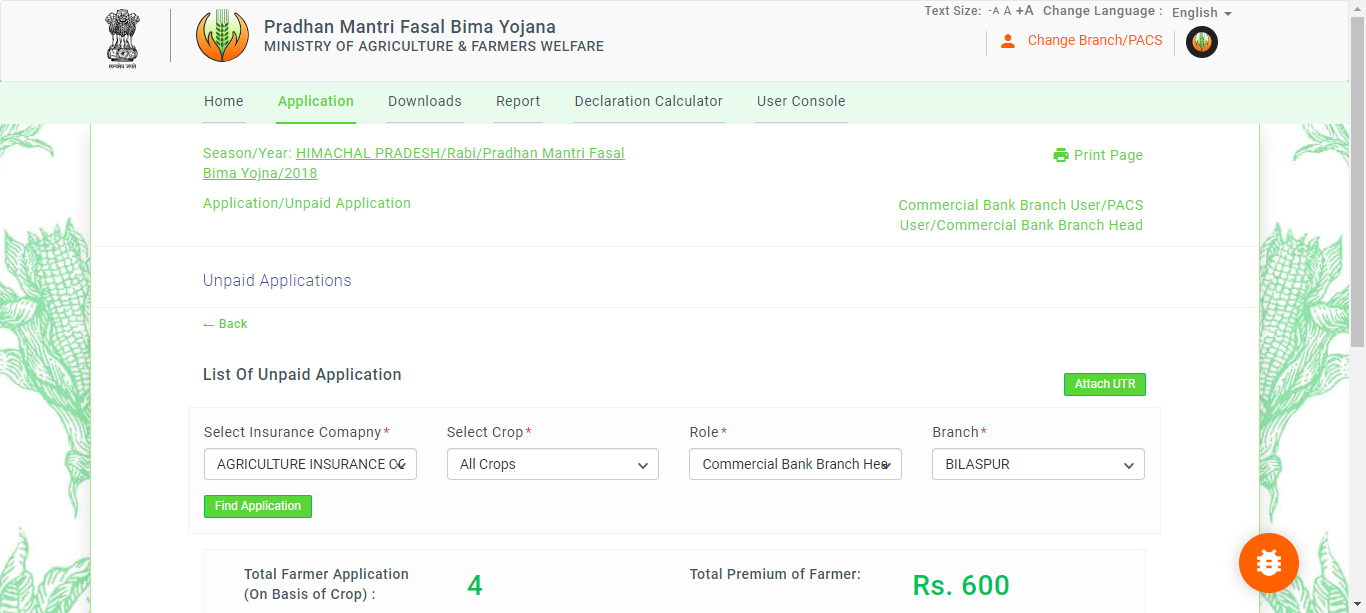 Text Size: -A A +A Change Language : English
Pradhan Mantri Fasal Bima Yojana
MINISTRY OF AGRICULTURE & FARMERS WELFARE
सत्यमेव जयते
Change Branch/PACS
Home Application Downloads Report Declaration Calculator User Console
Season/Year: HIMACHAL PRADESH/Rabi/Pradhan Mantri Fasal
Bima Yojna/2018
Print Page
Application/Unpaid Application
Commercial Bank Branch User/PACS
User/Commercial Bank Branch Head
Unpaid Applications
← Back
List Of Unpaid Application
Attach UTR
Select Insurance Comapny* Select Crop* Role* Branch*
AGRICULTURE INSURANCE CO All Crops Commercial Bank Branch Hea BILASPUR
Find Application
Total Farmer Application
(On Basis of Crop) :
4
Total Premium of Farmer:
Rs. 600